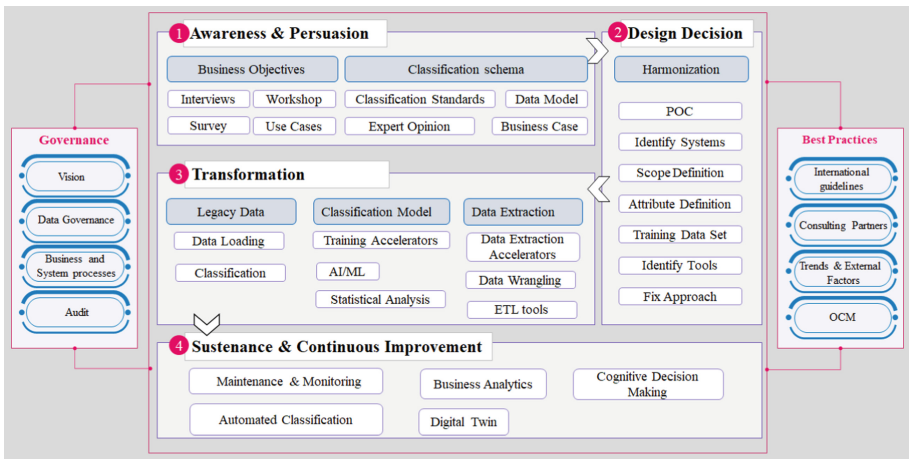 1 Awareness & Persuasion
Business Objectives
Classification schema
Interviews
Workshop
Classification Standards
Data Model
Survey
Use Cases
Expert Opinion
Business Case
2 Design Decision
Harmonization
POC
Identify Systems
Scope Definition
Attribute Definition
Training Data Set
Identify Tools
Fix Approach
3 Transformation
Legacy Data
Data Loading
Classification
Classification Model
Training Accelerators
AI/ML
Statistical Analysis
Data Extraction
Data Extraction
Accelerators
Data Wrangling
ETL tools
4 Sustenance & Continuous Improvement
Maintenance & Monitoring
Business Analytics
Cognitive Decision
Making
Automated Classification
Digital Twin
Governance
Vision
Data Governance
Business and
System processes
Audit
Best Practices
International
guidelines
Consulting Partners
Trends & External
Factors
OCM